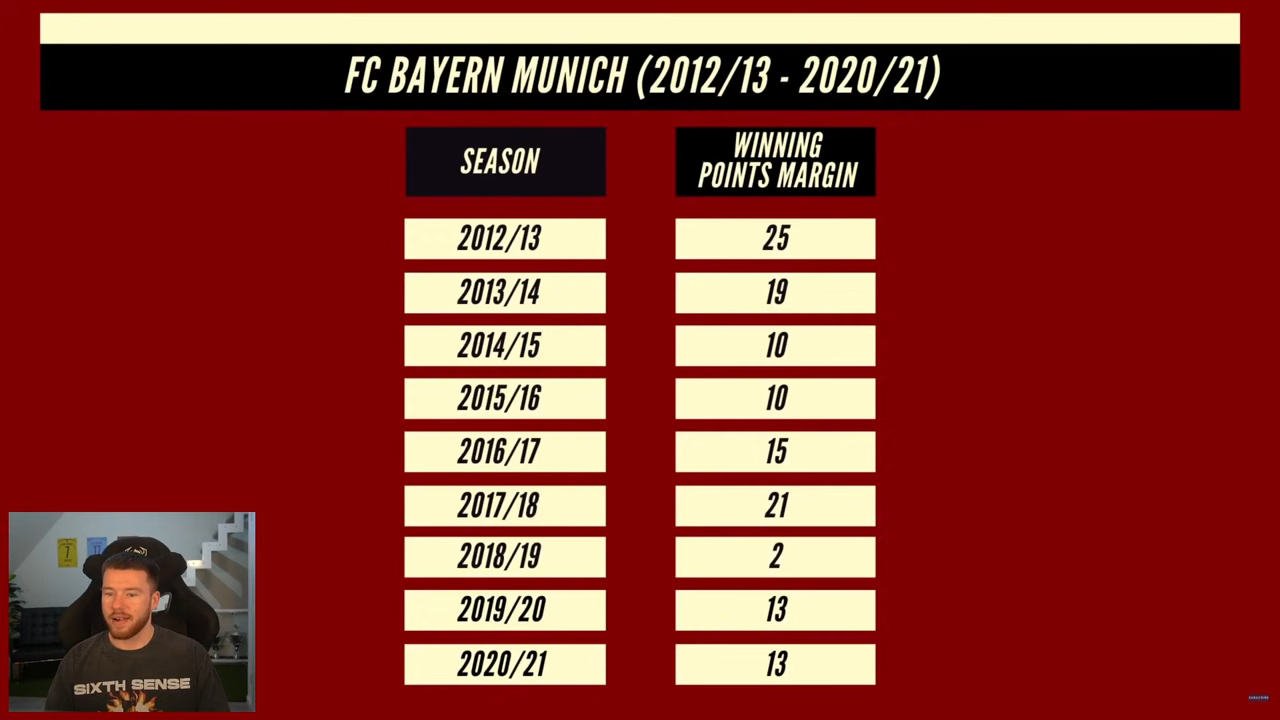 FC BAYERN MUNICH (2012/13 - 2020/21)
SEASON
WINNING
POINTS MARGIN
2012/13 25
2013/14 19
2014/15 10
2015/16 10
2016/17 15
2017/18 21
2018/19 2
2019/20 13
2020/21 13
7
SIXTH SENSE
SUBSCRIBE